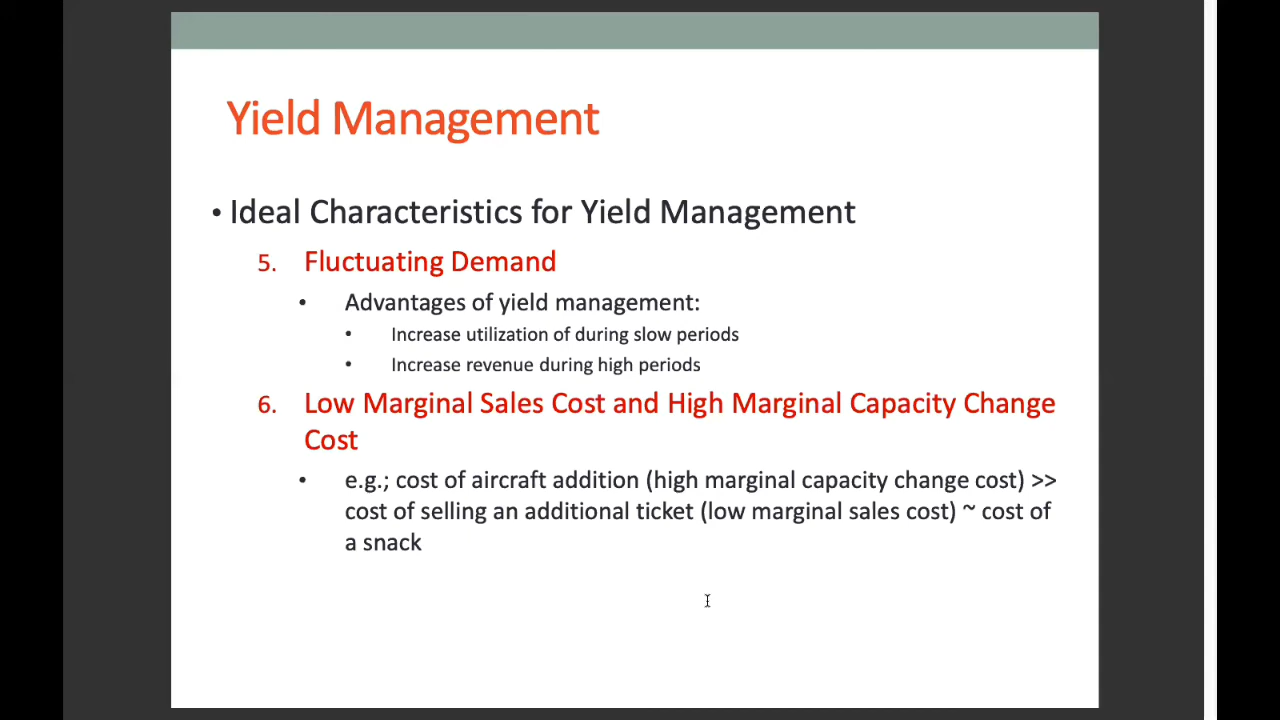 Yield Management
• Ideal Characteristics for Yield Management
5. Fluctuating Demand
• Advantages of yield management:
• Increase utilization of during slow periods
• Increase revenue during high periods
6. Low Marginal Sales Cost and High Marginal Capacity Change
Cost
• e.g.; cost of aircraft addition (high marginal capacity change cost) >>
cost of selling an additional ticket (low marginal sales cost) ~ cost of
a snack